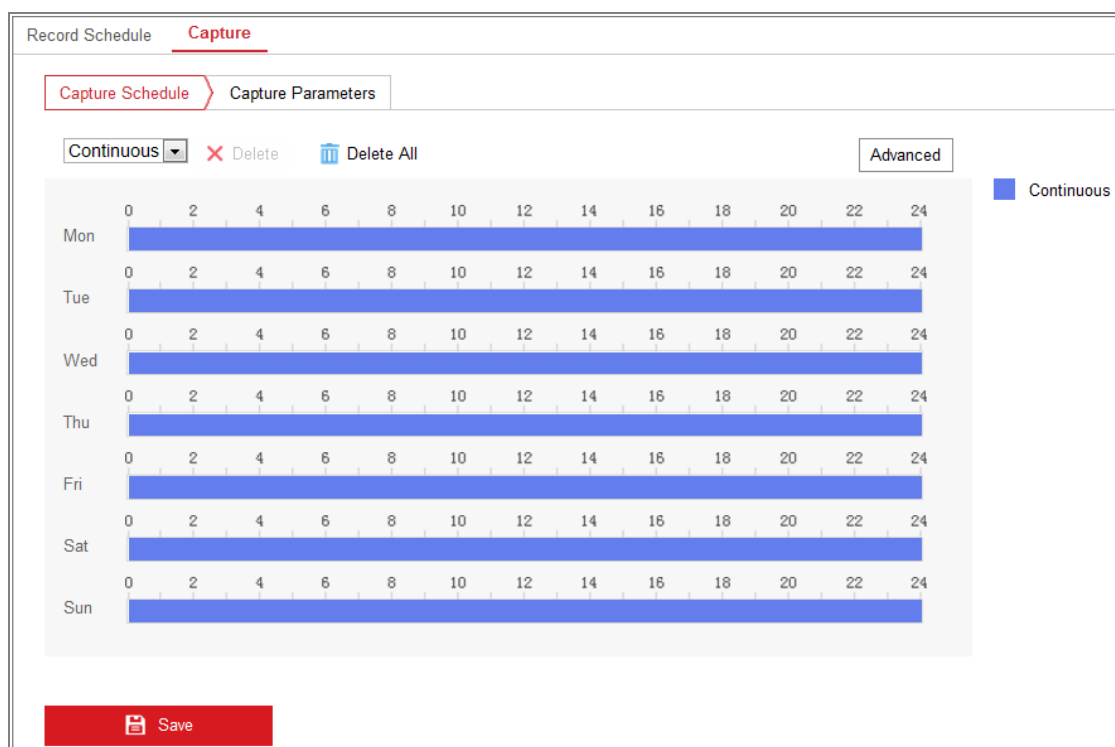 Record Schedule Capture
Capture Schedule Capture Parameters
Continuous Delete Delete All Advanced
Continuous
0 2 4 6 8 10 12 14 16 18 20 22 24
Mon
0 2 4 6 8 10 12 14 16 18 20 22 24
Tue
0 2 4 6 8 10 12 14 16 18 20 22 24
Wed
0 2 4 6 8 10 12 14 16 18 20 22 24
Thu
0 2 4 6 8 10 12 14 16 18 20 22 24
Fri
0 2 4 6 8 10 12 14 16 18 20 22 24
Sat
0 2 4 6 8 10 12 14 16 18 20 22 24
Sun
Save